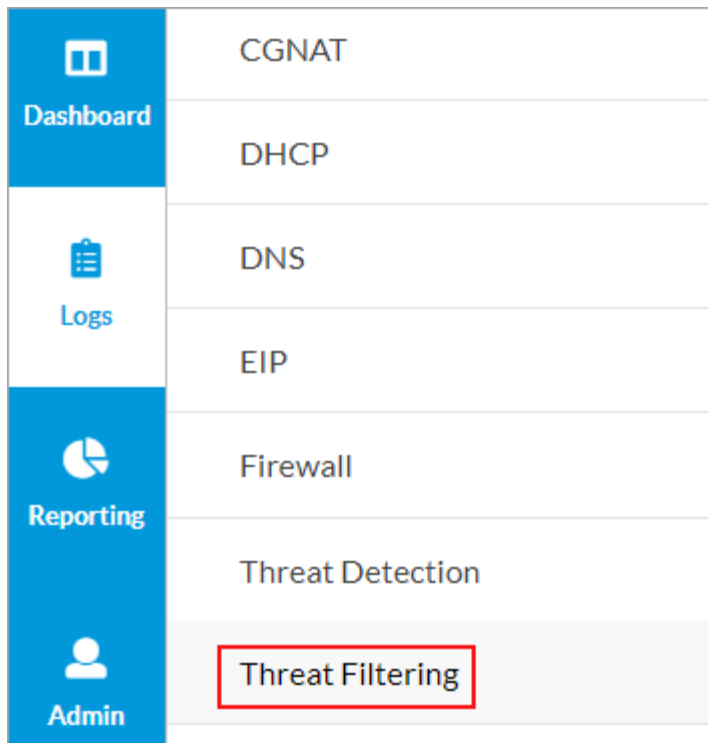 Dashboard
Logs
Reporting
Admin
CGNAT
DHCP
DNS
EIP
Firewall
Threat Detection
Threat Filtering